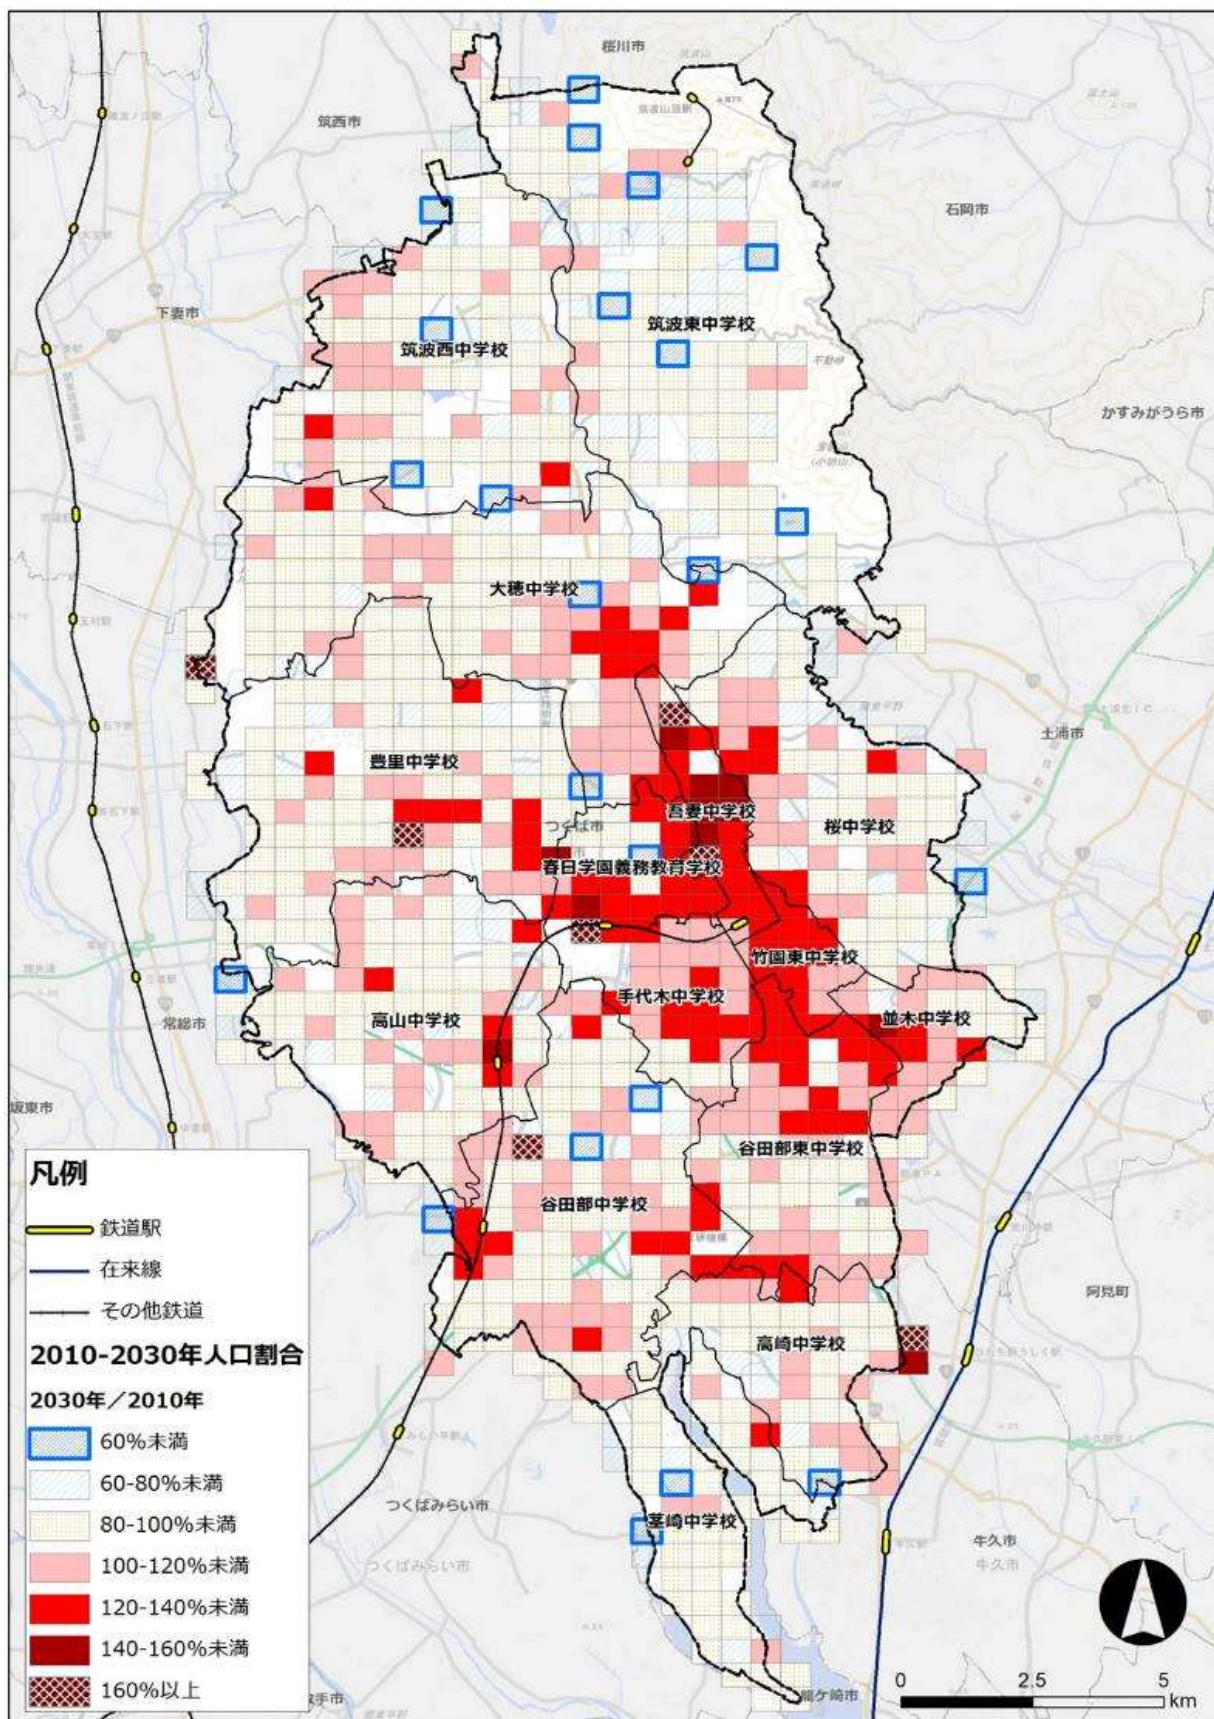 桜川市
筑西市
石岡市
下妻市
筑波東中学校
筑波西中学校
かすみがうら市
大穂中学校
土浦市
豊里中学校
吾妻中学校
つくば市
桜中学校
春日学園義務教育学校
竹園東中学校
手代木中学校
高山中学校
並木中学校
常総市
坂東市
谷田部東中学校
谷田部中学校
阿見町
高崎中学校
つくばみらい市
つくばみらい市
茎崎中学校
牛久市
牛久市
龍ケ崎市
凡例
鉄道駅
在来線
その他鉄道
2010-2030年人口割合
2030年／2010年
60%未満
60-80%未満
80-100%未満
100-120%未満
120-140%未満
140-160%未満
160%以上
0 2.5 5
km